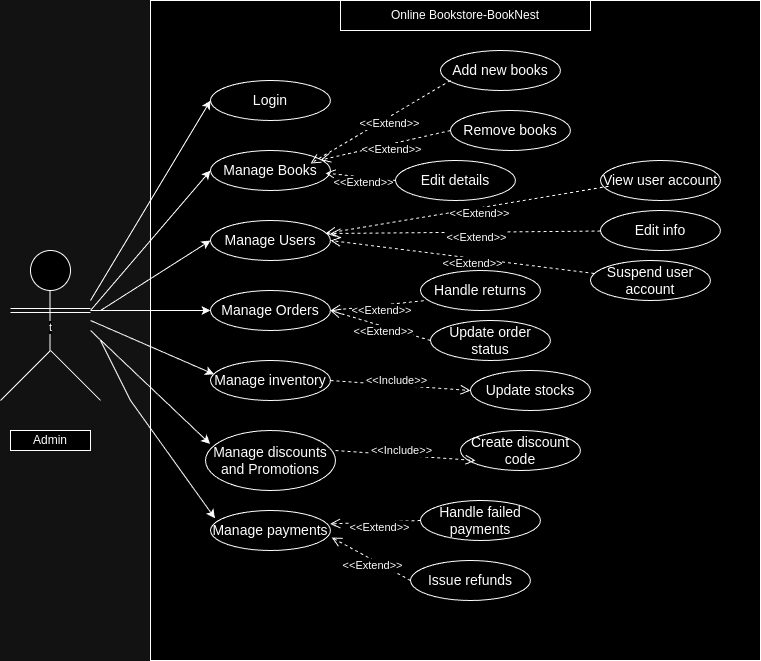 Online Bookstore-BookNest
Add new books
Login
<<Extend>>
Remove books
<<Extend>>
Manage Books
Edit details
<<Extend>>
View user account
<<Extend>>
Edit info
<<Extend>>
Manage Users
<<Extend>>
Suspend user
account
Handle returns
Manage Orders
<<Extend>>
t
<<Extend>>
Update order
status
Manage inventory
<<Include>>
Update stocks
Admin
Manage discounts
and Promotions
<<Include>>
Create discount
code
Handle failed
payments
Manage payments
<<Extend>>
<<Extend>>
Issue refunds